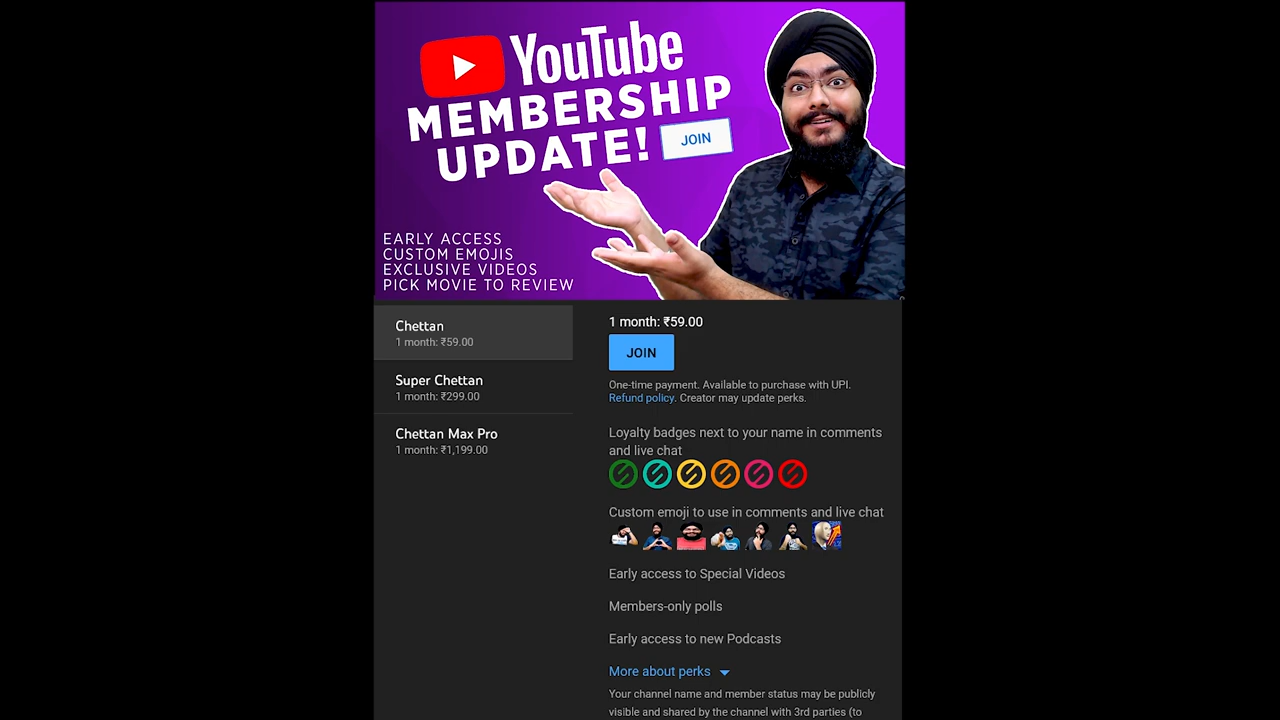 YouTube
MEMBERSHIP
UPDATE!
JOIN
EARLY ACCESS
CUSTOM EMOJIS
EXCLUSIVE VIDEOS
PICK MOVIE TO REVIEW
Chettan
1 month: ₹59.00
Super Chettan
1 month: ₹299.00
Chettan Max Pro
1 month: ₹1,199.00
1 month: ₹59.00
JOIN
One-time payment. Available to purchase with UPI.
Refund policy. Creator may update perks.
Loyalty badges next to your name in comments
and live chat
Custom emoji to use in comments and live chat
Early access to Special Videos
Members-only polls
Early access to new Podcasts
More about perks
Your channel name and member status may be publicly
visible and shared by the channel with 3rd parties (to